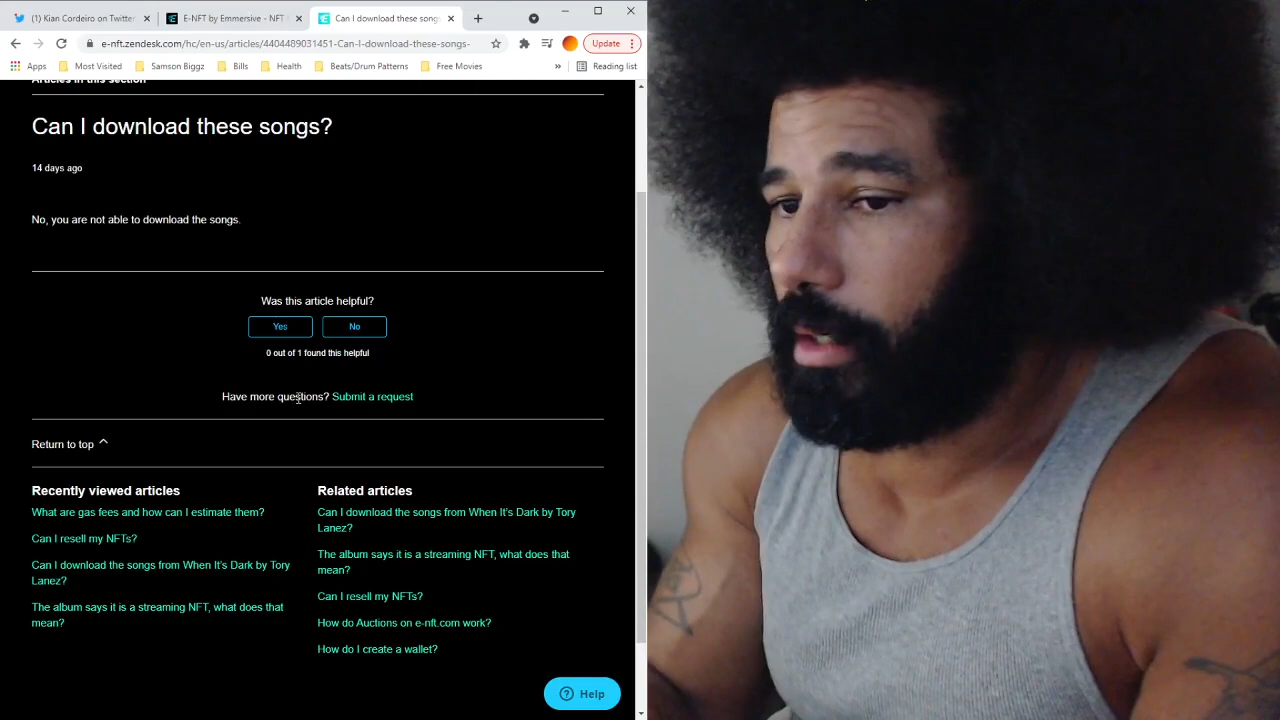 (1) Kian Cordeiro on Twitter
E-NFT by Emmersive - NFT
Can I download these song
e-nft.zendesk.com/hc/en-us/articles/4404489031451-Can-I-download-these-songs-
Update
Apps
Most Visited
Samson Biggz
Bills
Health
Beats/Drum Patterns
Free Movies
»
Reading list
Articles in this section
Can I download these songs?
14 days ago
No, you are not able to download the songs.
Was this article helpful?
Yes
No
0 out of 1 found this helpful
Have more questions? Submit a request
Return to top
Recently viewed articles
What are gas fees and how can I estimate them?
Can I resell my NFTs?
Can I download the songs from When It's Dark by Tory
Lanez?
The album says it is a streaming NFT, what does that
mean?
Related articles
Can I download the songs from When It's Dark by Tory
Lanez?
The album says it is a streaming NFT, what does that
mean?
Can I resell my NFTs?
How do Auctions on e-nft.com work?
How do I create a wallet?
Help